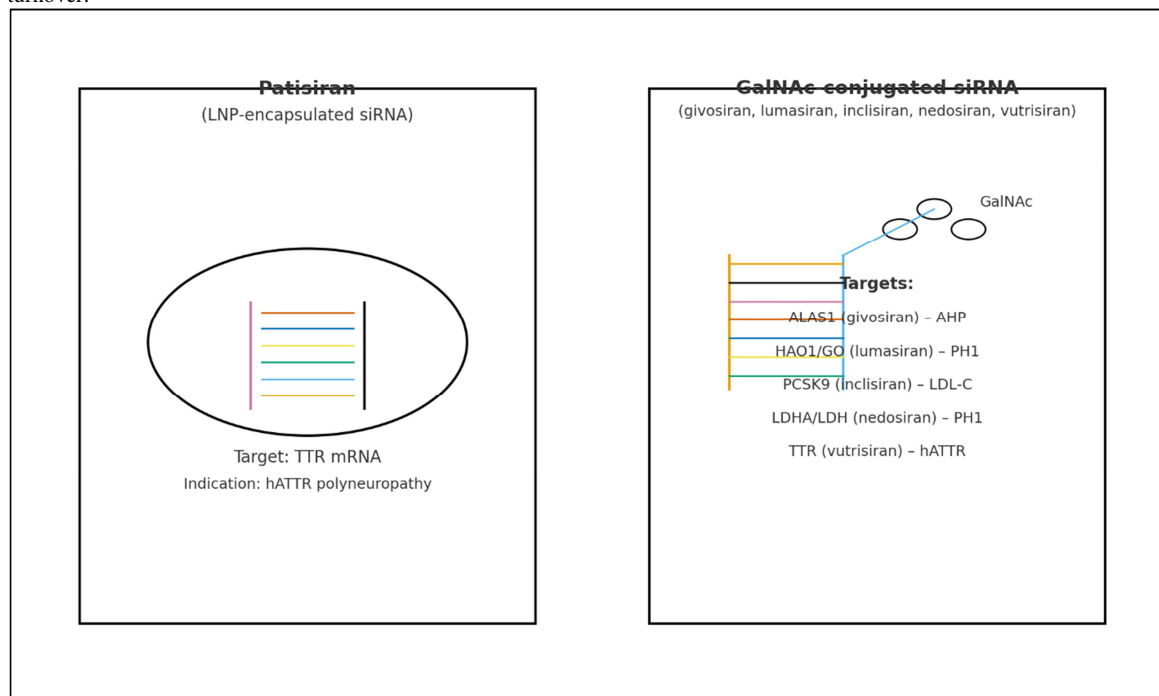 turnover.
Patisiran
(LNP-encapsulated siRNA)
Target: TTR mRNA
Indication: hATTR polyneuropathy
GalNAc-conjugated siRNA
(givosiran, lumasiran, inclisiran, nedosiran, vutrisiran)
GalNAc
Targets:
ALAS1 (givosiran) – AHP
HAO1/GO (lumasiran) – PH1
PCSK9 (inclisiran) – LDL-C
LDHA/LDH (nedosiran) – PH1
TTR (vutrisiran) – hATTR